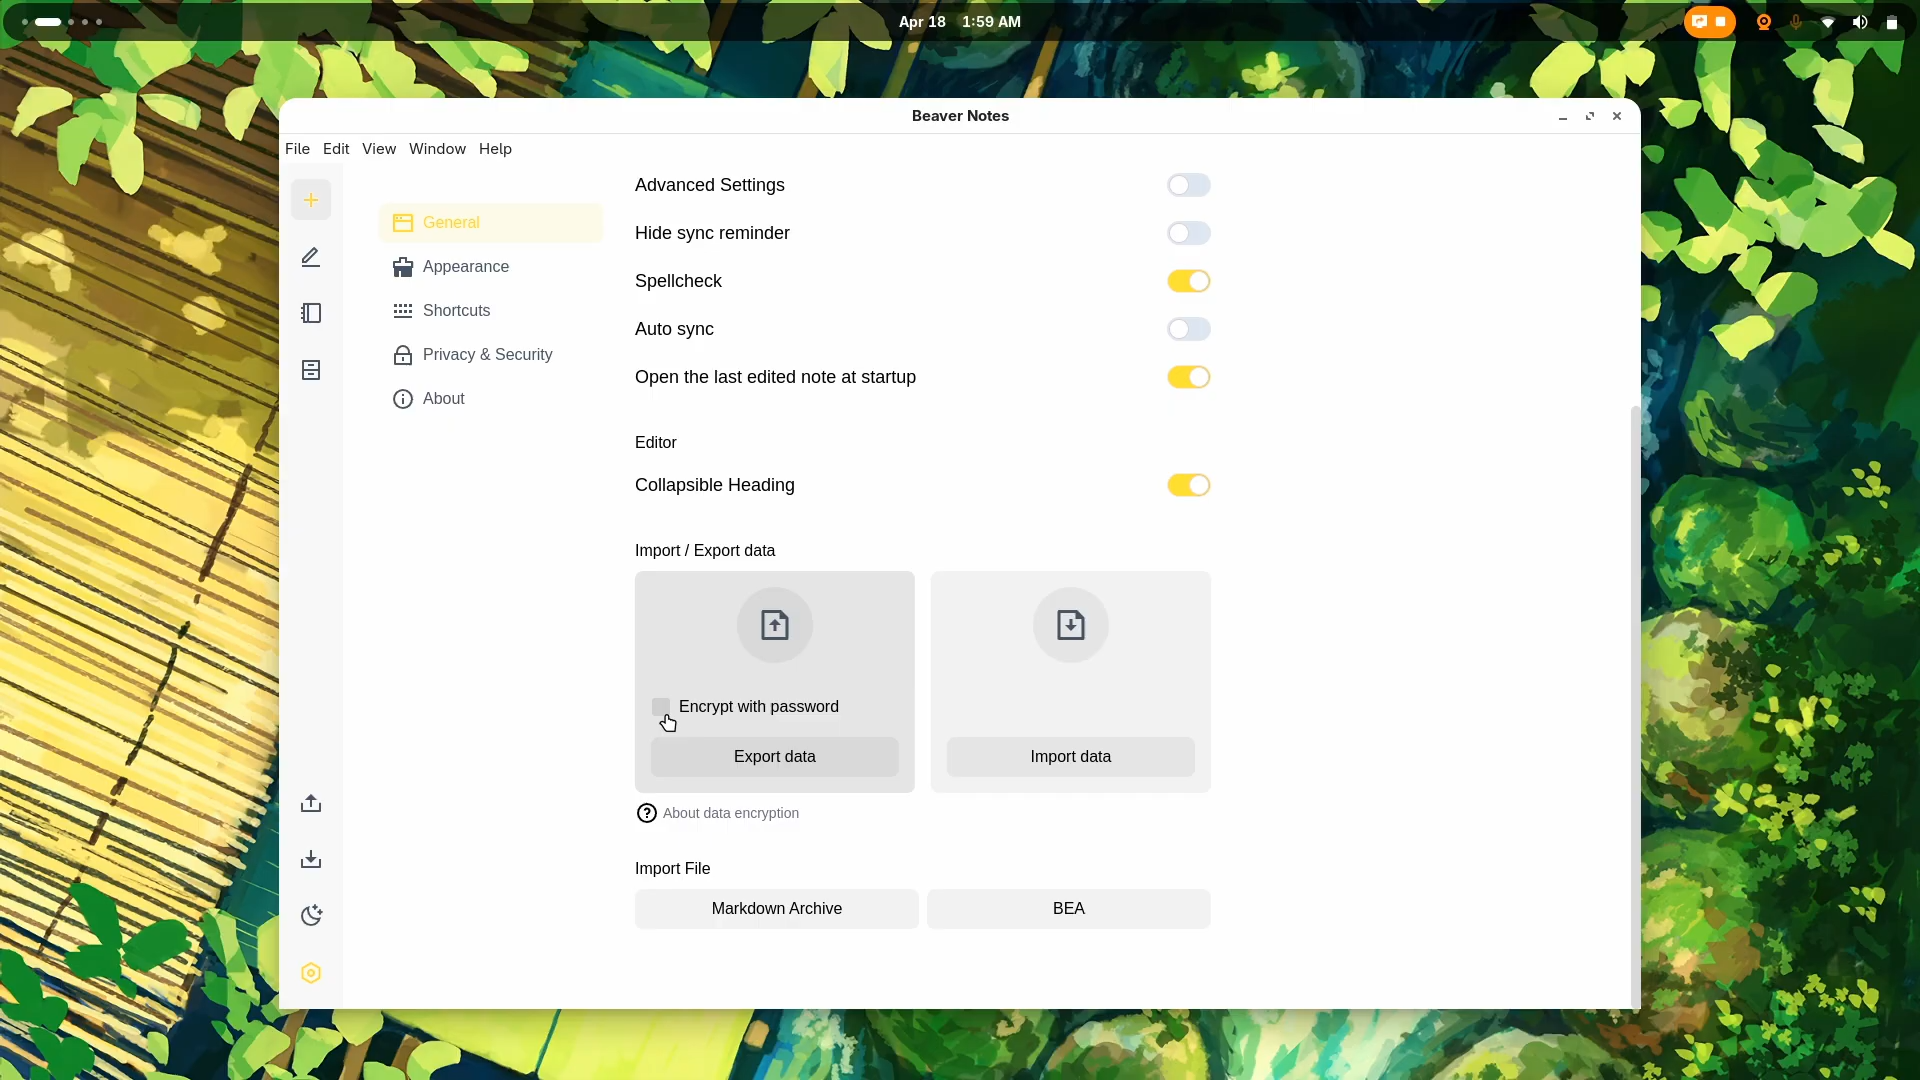 Apr 18 1:59 AM
Beaver Notes
File Edit View Window Help
General
Appearance
Shortcuts
Privacy & Security
About
Advanced Settings
Hide sync reminder
Spellcheck
Auto sync
Open the last edited note at startup
Editor
Collapsible Heading
Import / Export data
Encrypt with password
Export data
Import data
About data encryption
Import File
Markdown Archive
BEA